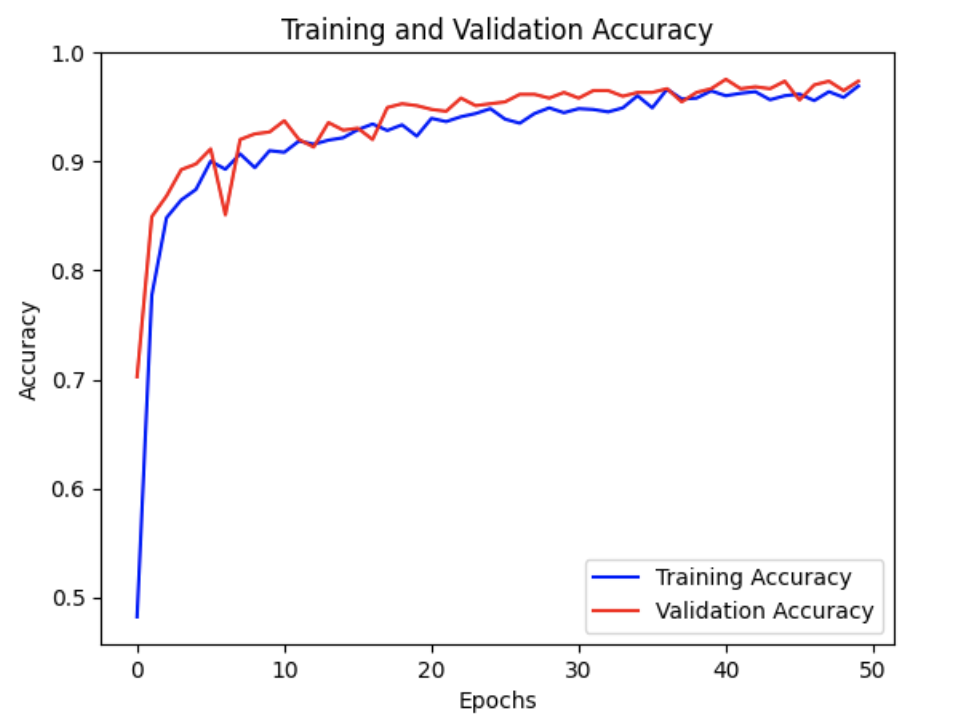 Training and Validation Accuracy
1.0
0.9
0.8
0.7
0.6
0.5
Accuracy
Training Accuracy
Validation Accuracy
0 10 20 30 40 50
Epochs